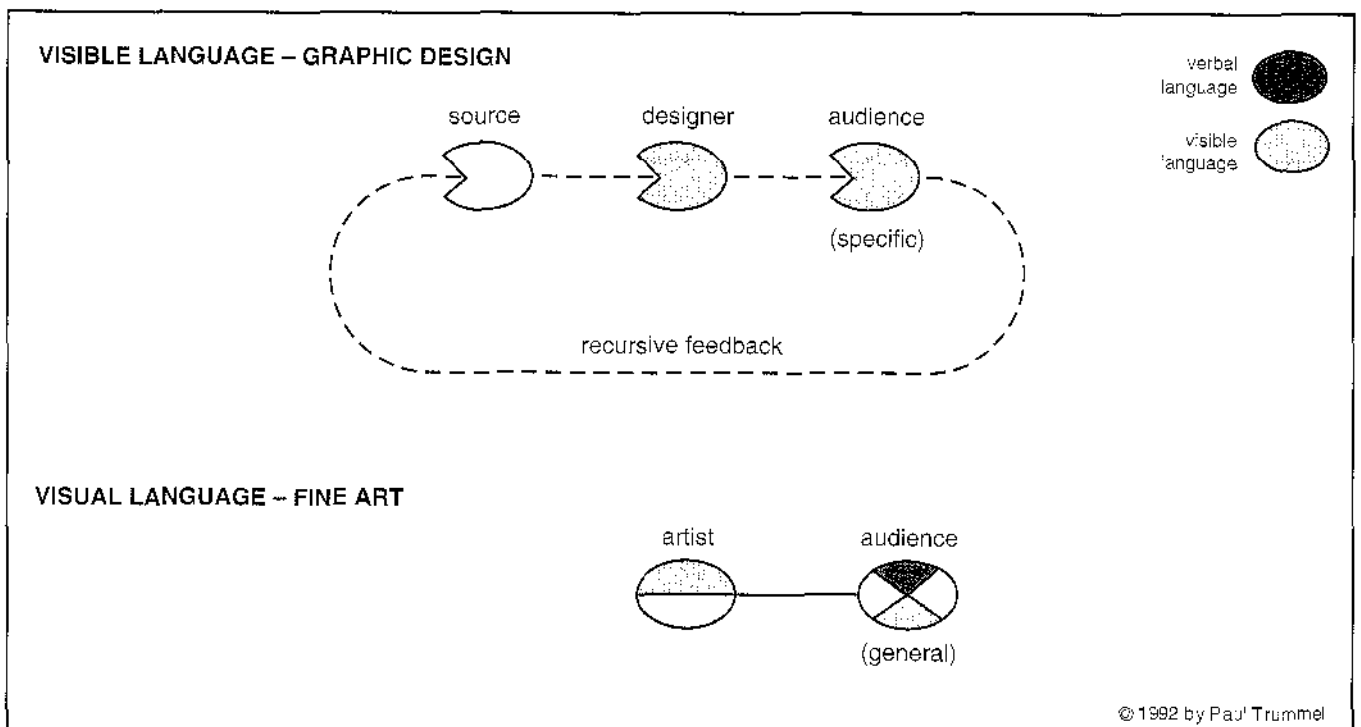 VISIBLE LANGUAGE – GRAPHIC DESIGN
verbal
language
visible
language
source
designer
audience
(specific)
recursive feedback
VISUAL LANGUAGE – FINE ART
artist
audience
(general)
© 1992 by Paul Trummel